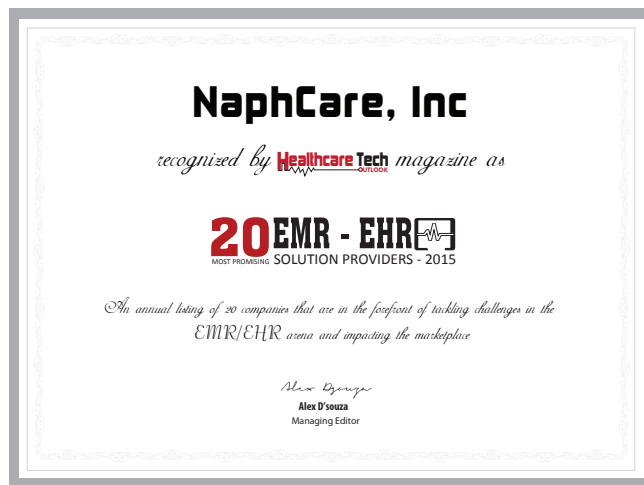 NaphCare, Inc
recognized by Healthcare Tech OUTLOOK magazine as
20 EMR - EHR
MOST PROMISING SOLUTION PROVIDERS - 2015
An annual listing of 20 companies that are in the forefront of tackling challenges in the
EMR/EHR arena and impacting the marketplace
Alex Dsouza
Alex D'souza
Managing Editor